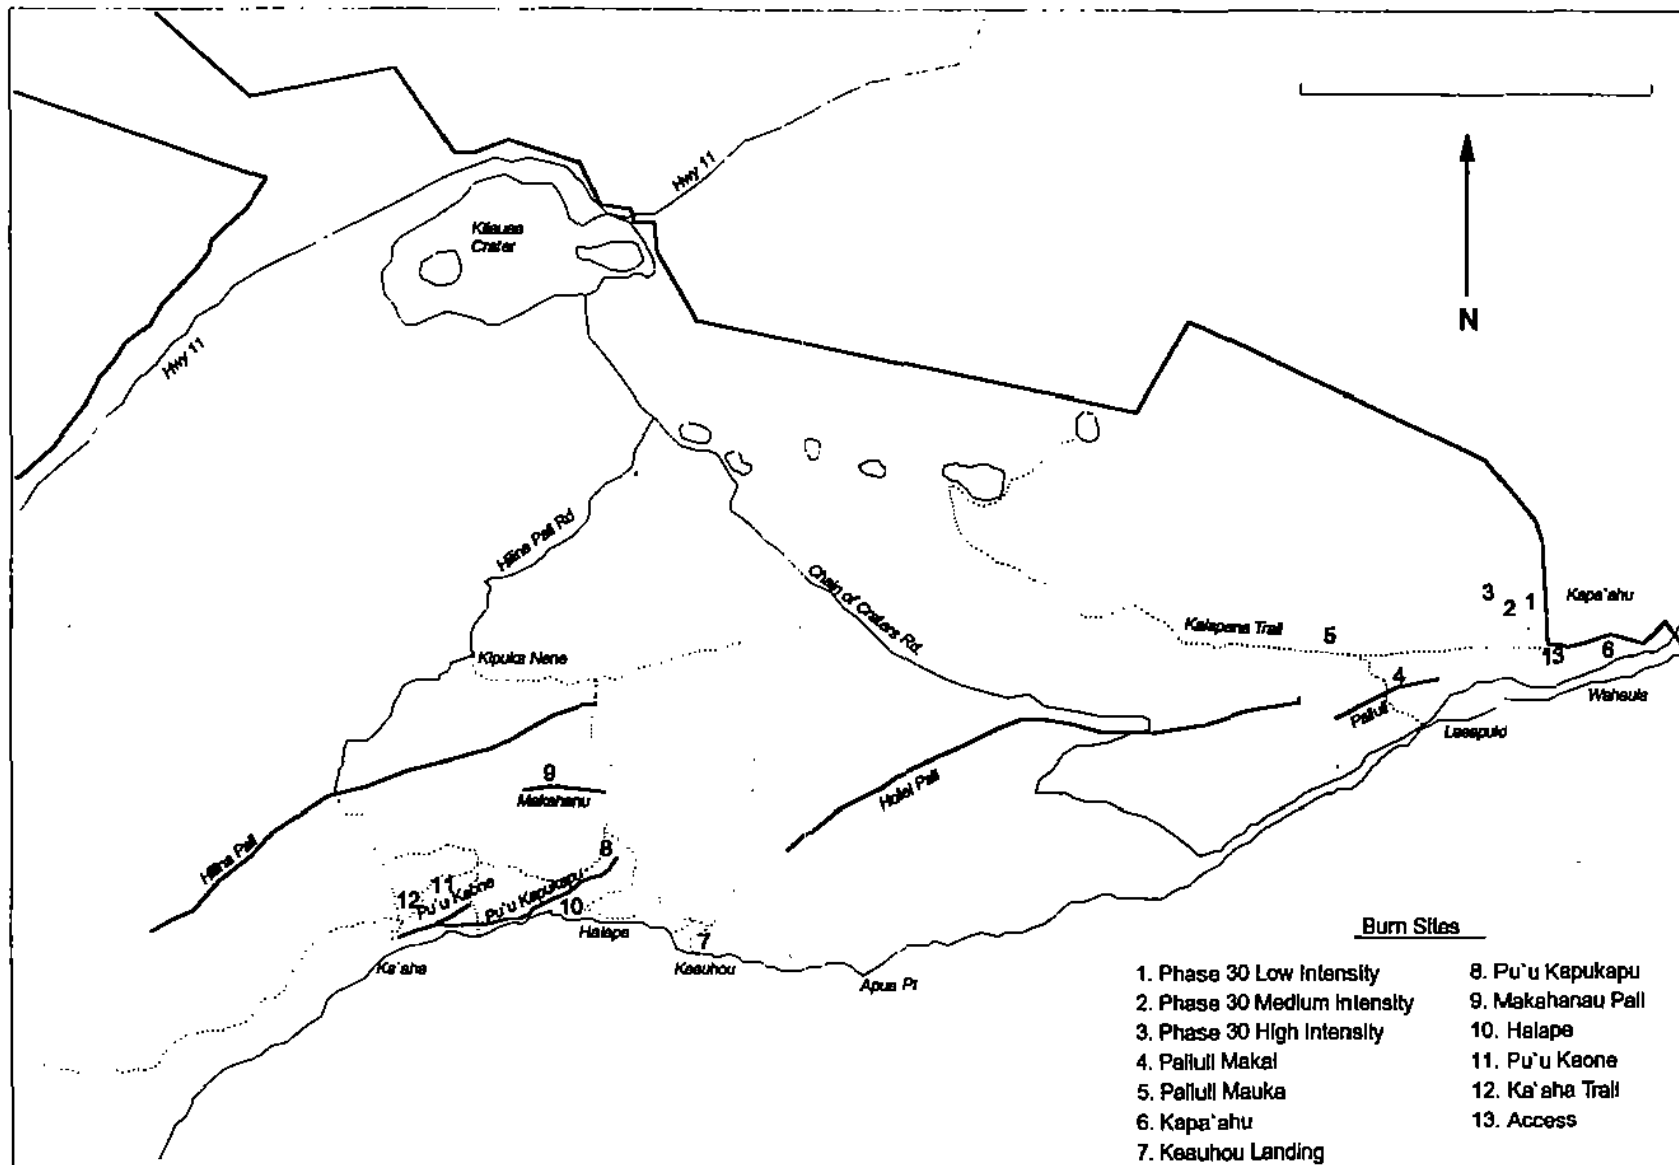 Hwy 11
Kilauea
Crater
N
Hwy 11
Hilina Pali Rd
Chain of Craters Rd.
3
2
1
Kapa`ahu
Kalapana Trail
5
13
6
Kipuka Nene
4
Waha​ula
Paliuli
Laeapuki
9
Makahanu
Holei Pali
Hilina Pali
8
12
11
Pu`u Kaone
Pu`u Kapukapu
10
Halape
7
Ka`aha
Keauhou
Apua Pt
Burn Sites
1. Phase 30 Low Intensity
2. Phase 30 Medium Intensity
3. Phase 30 High Intensity
4. Paliuli Makai
5. Paliuli Mauka
6. Kapa`ahu
7. Keauhou Landing
8. Pu`u Kapukapu
9. Makahanau Pali
10. Halape
11. Pu`u Kaone
12. Ka`aha Trail
13. Access